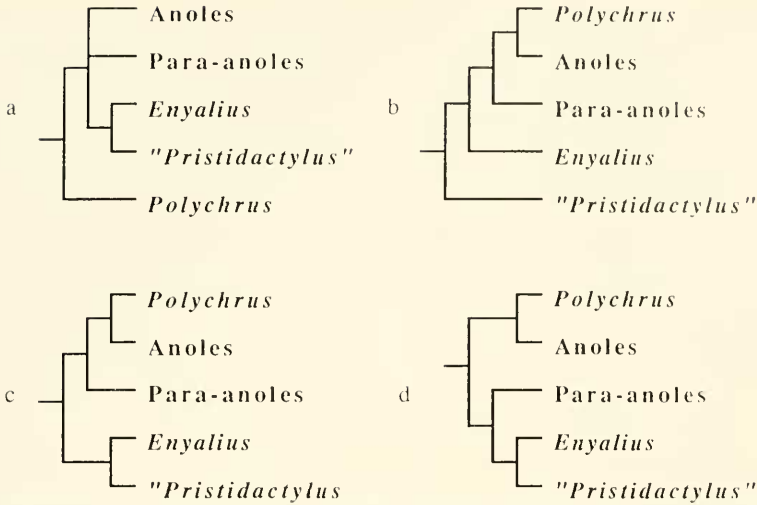 a
Anoles
Para-anoles
Enyalius
"Pristidactylus"
Polychrus
b
Polychrus
Anoles
Para-anoles
Enyalius
"Pristidactylus"
c
Polychrus
Anoles
Para-anoles
Enyalius
"Pristidactylus
d
Polychrus
Anoles
Para-anoles
Enyalius
"Pristidactylus"